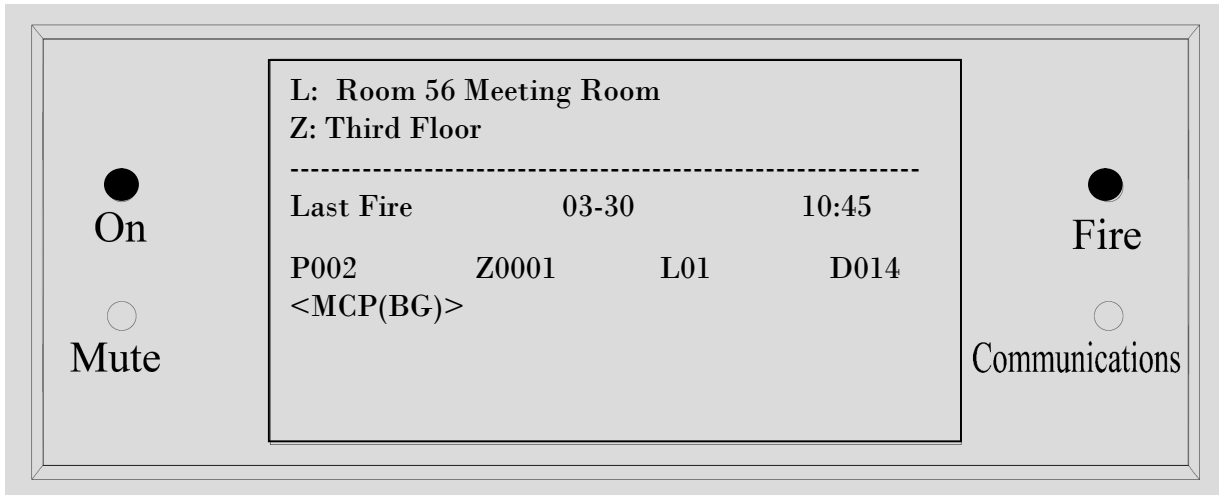 L: Room 56 Meeting Room
Z: Third Floor
--------------------------------------------------------------
Last Fire 03-30 10:45
P002 Z0001 L01 D014
<MCP(BG)>
On
Mute
Fire
Communications